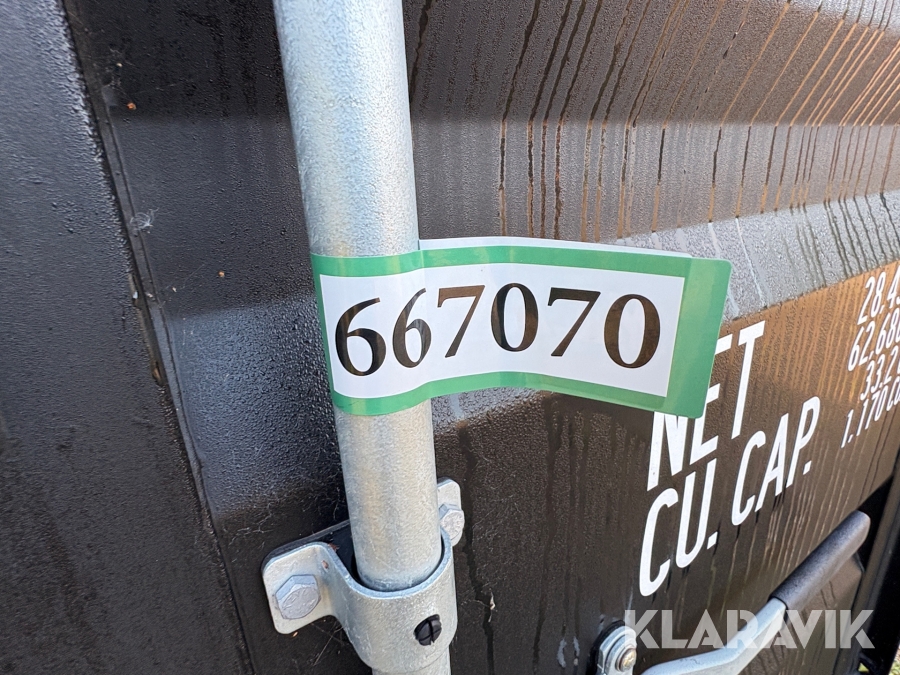 667070
NET
CU. CAP.
KLARAVIK